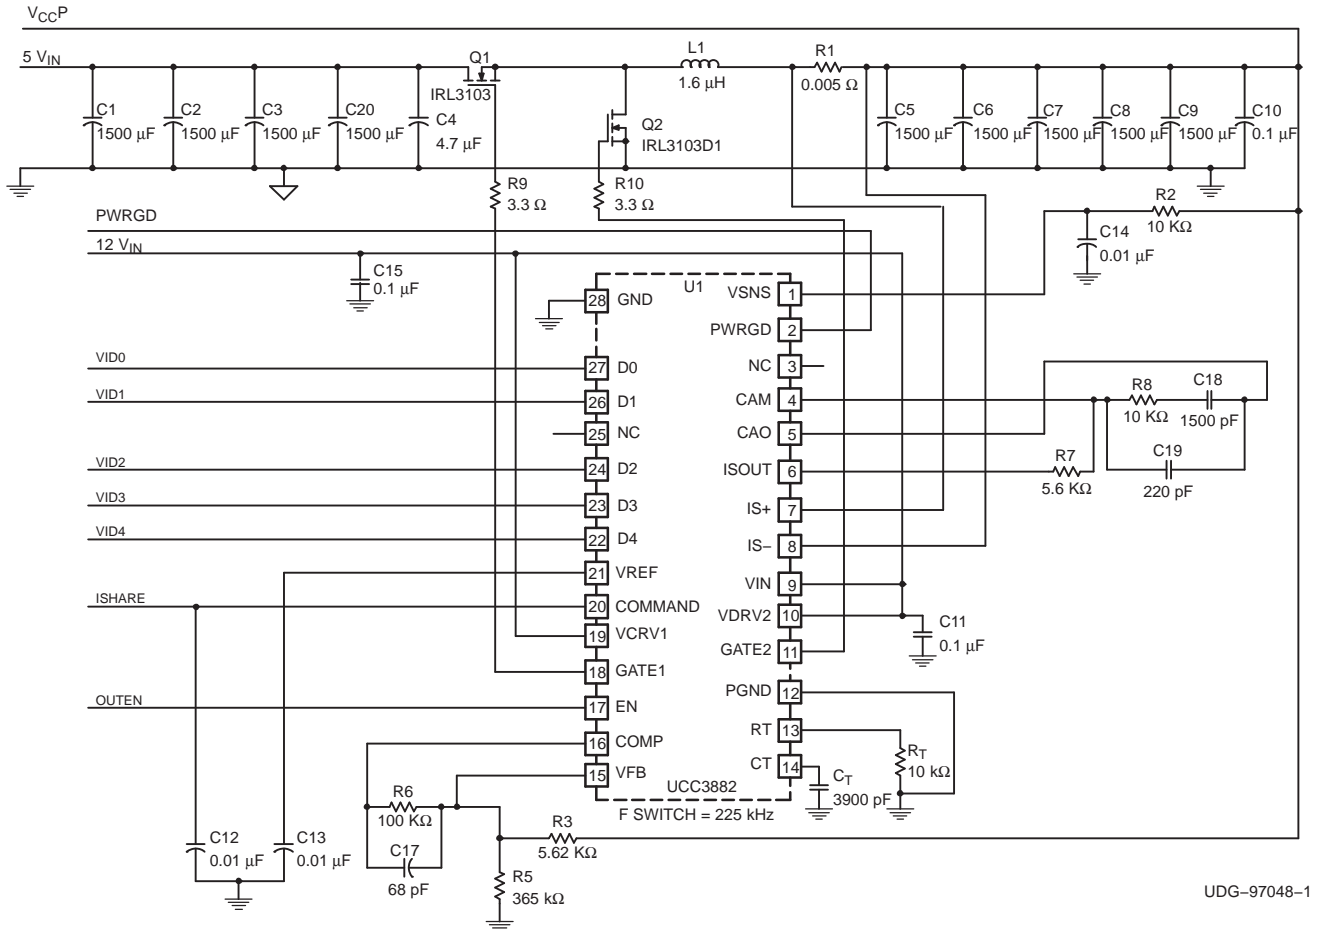 VCCP
5 VIN
Q1
IRL3103
L1
1.6 µH
R1
0.005 Ω
C1
1500 µF
C2
1500 µF
C3
1500 µF
C20
1500 µF
C4
4.7 µF
Q2
IRL3103D1
C5
1500 µF
C6
1500 µF
C7
1500 µF
C8
1500 µF
C9
1500 µF
C10
0.1 µF
R9
3.3 Ω
R10
3.3 Ω
R2
10 KΩ
PWRGD
12 VIN
C14
0.01 µF
C15
0.1 µF
U1
28 GND
VSNS 1
PWRGD 2
VID0
27 D0
NC 3
VID1
26 D1
CAM 4
R8
10 KΩ
C18
1500 pF
25 NC
CAO 5
C19
220 pF
VID2
24 D2
ISOUT 6
R7
5.6 KΩ
VID3
23 D3
IS+ 7
VID4
22 D4
IS– 8
21 VREF
VIN 9
ISHARE
20 COMMAND
VDRV2 10
C11
0.1 µF
19 VCRV1
GATE2 11
18 GATE1
PGND 12
OUTEN
17 EN
RT 13
RT
10 kΩ
16 COMP
CT 14
CT
3900 pF
15 VFB
UCC3882
F SWITCH = 225 kHz
R6
100 KΩ
C17
68 pF
R3
5.62 KΩ
C12
0.01 µF
C13
0.01 µF
R5
365 kΩ
UDG–97048–1